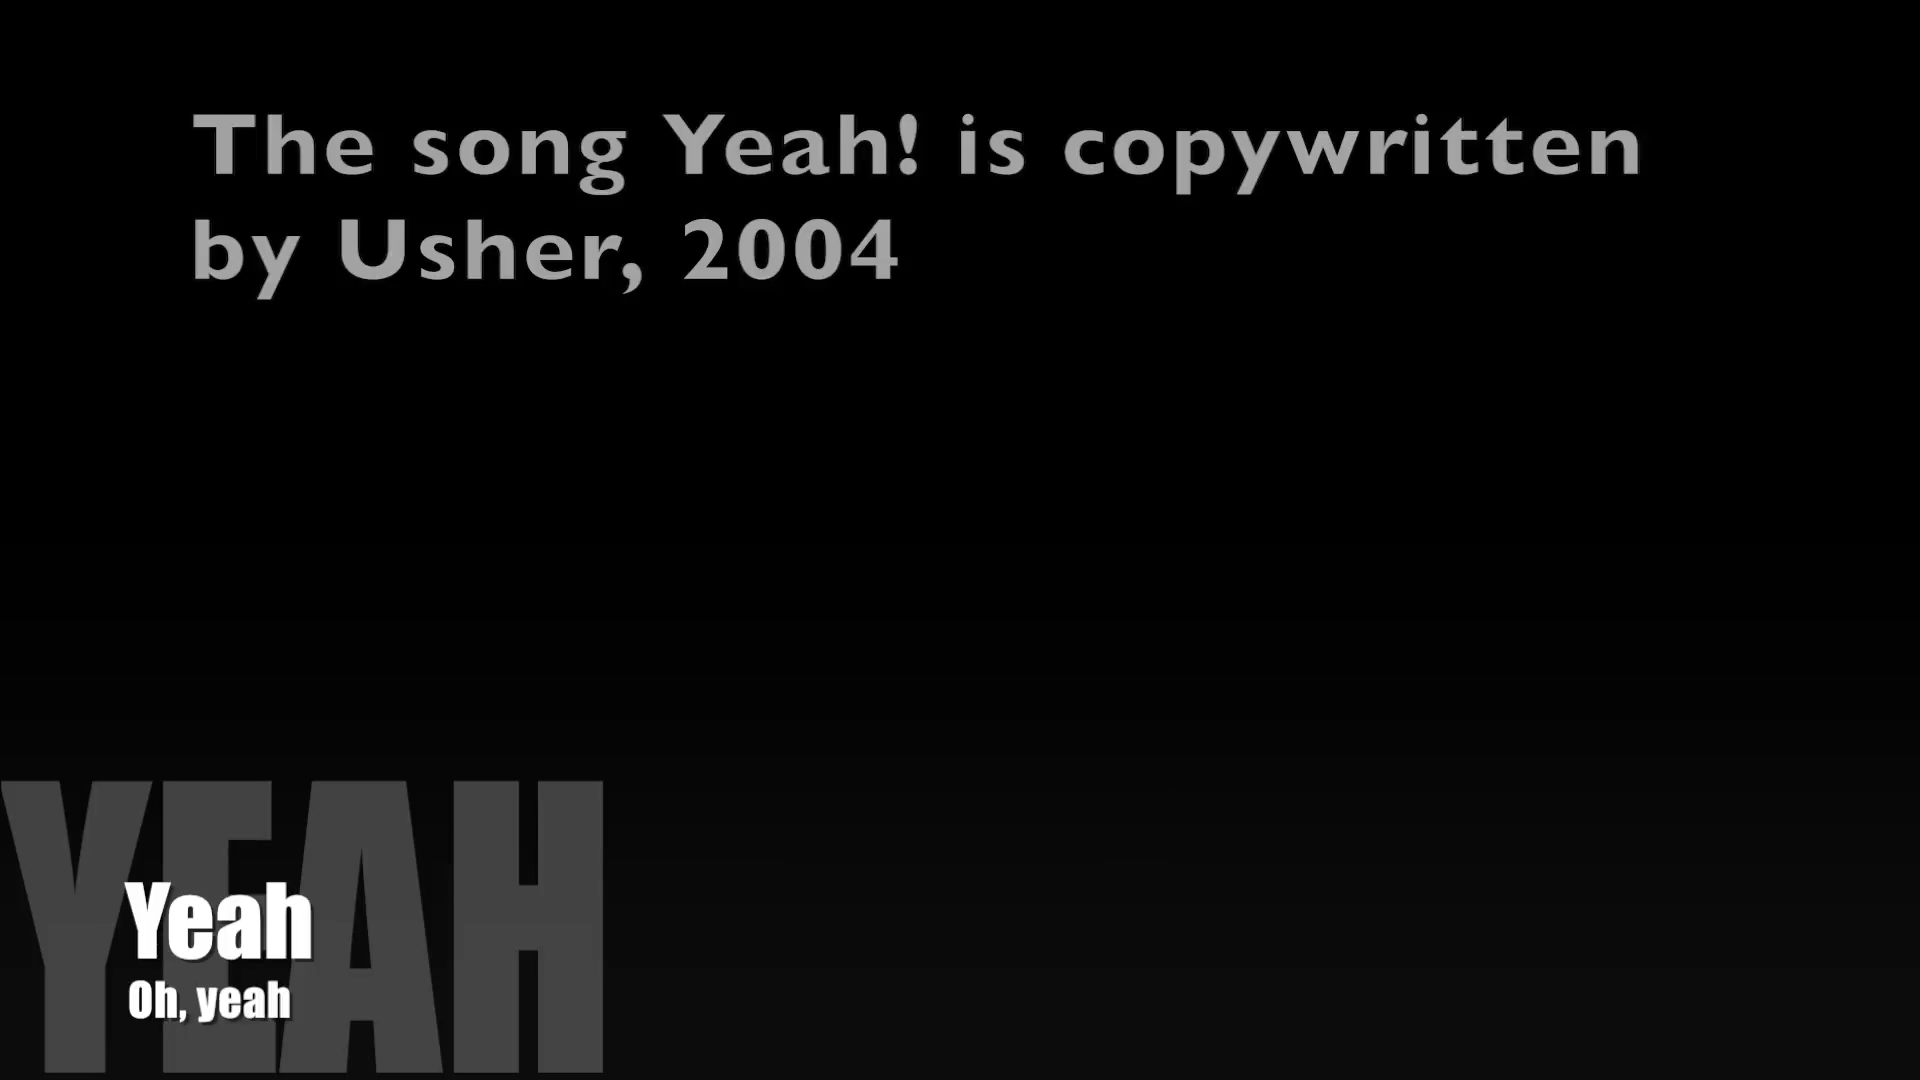 The song Yeah! is copywritten
by Usher, 2004
YEAH
Yeah
Oh, yeah